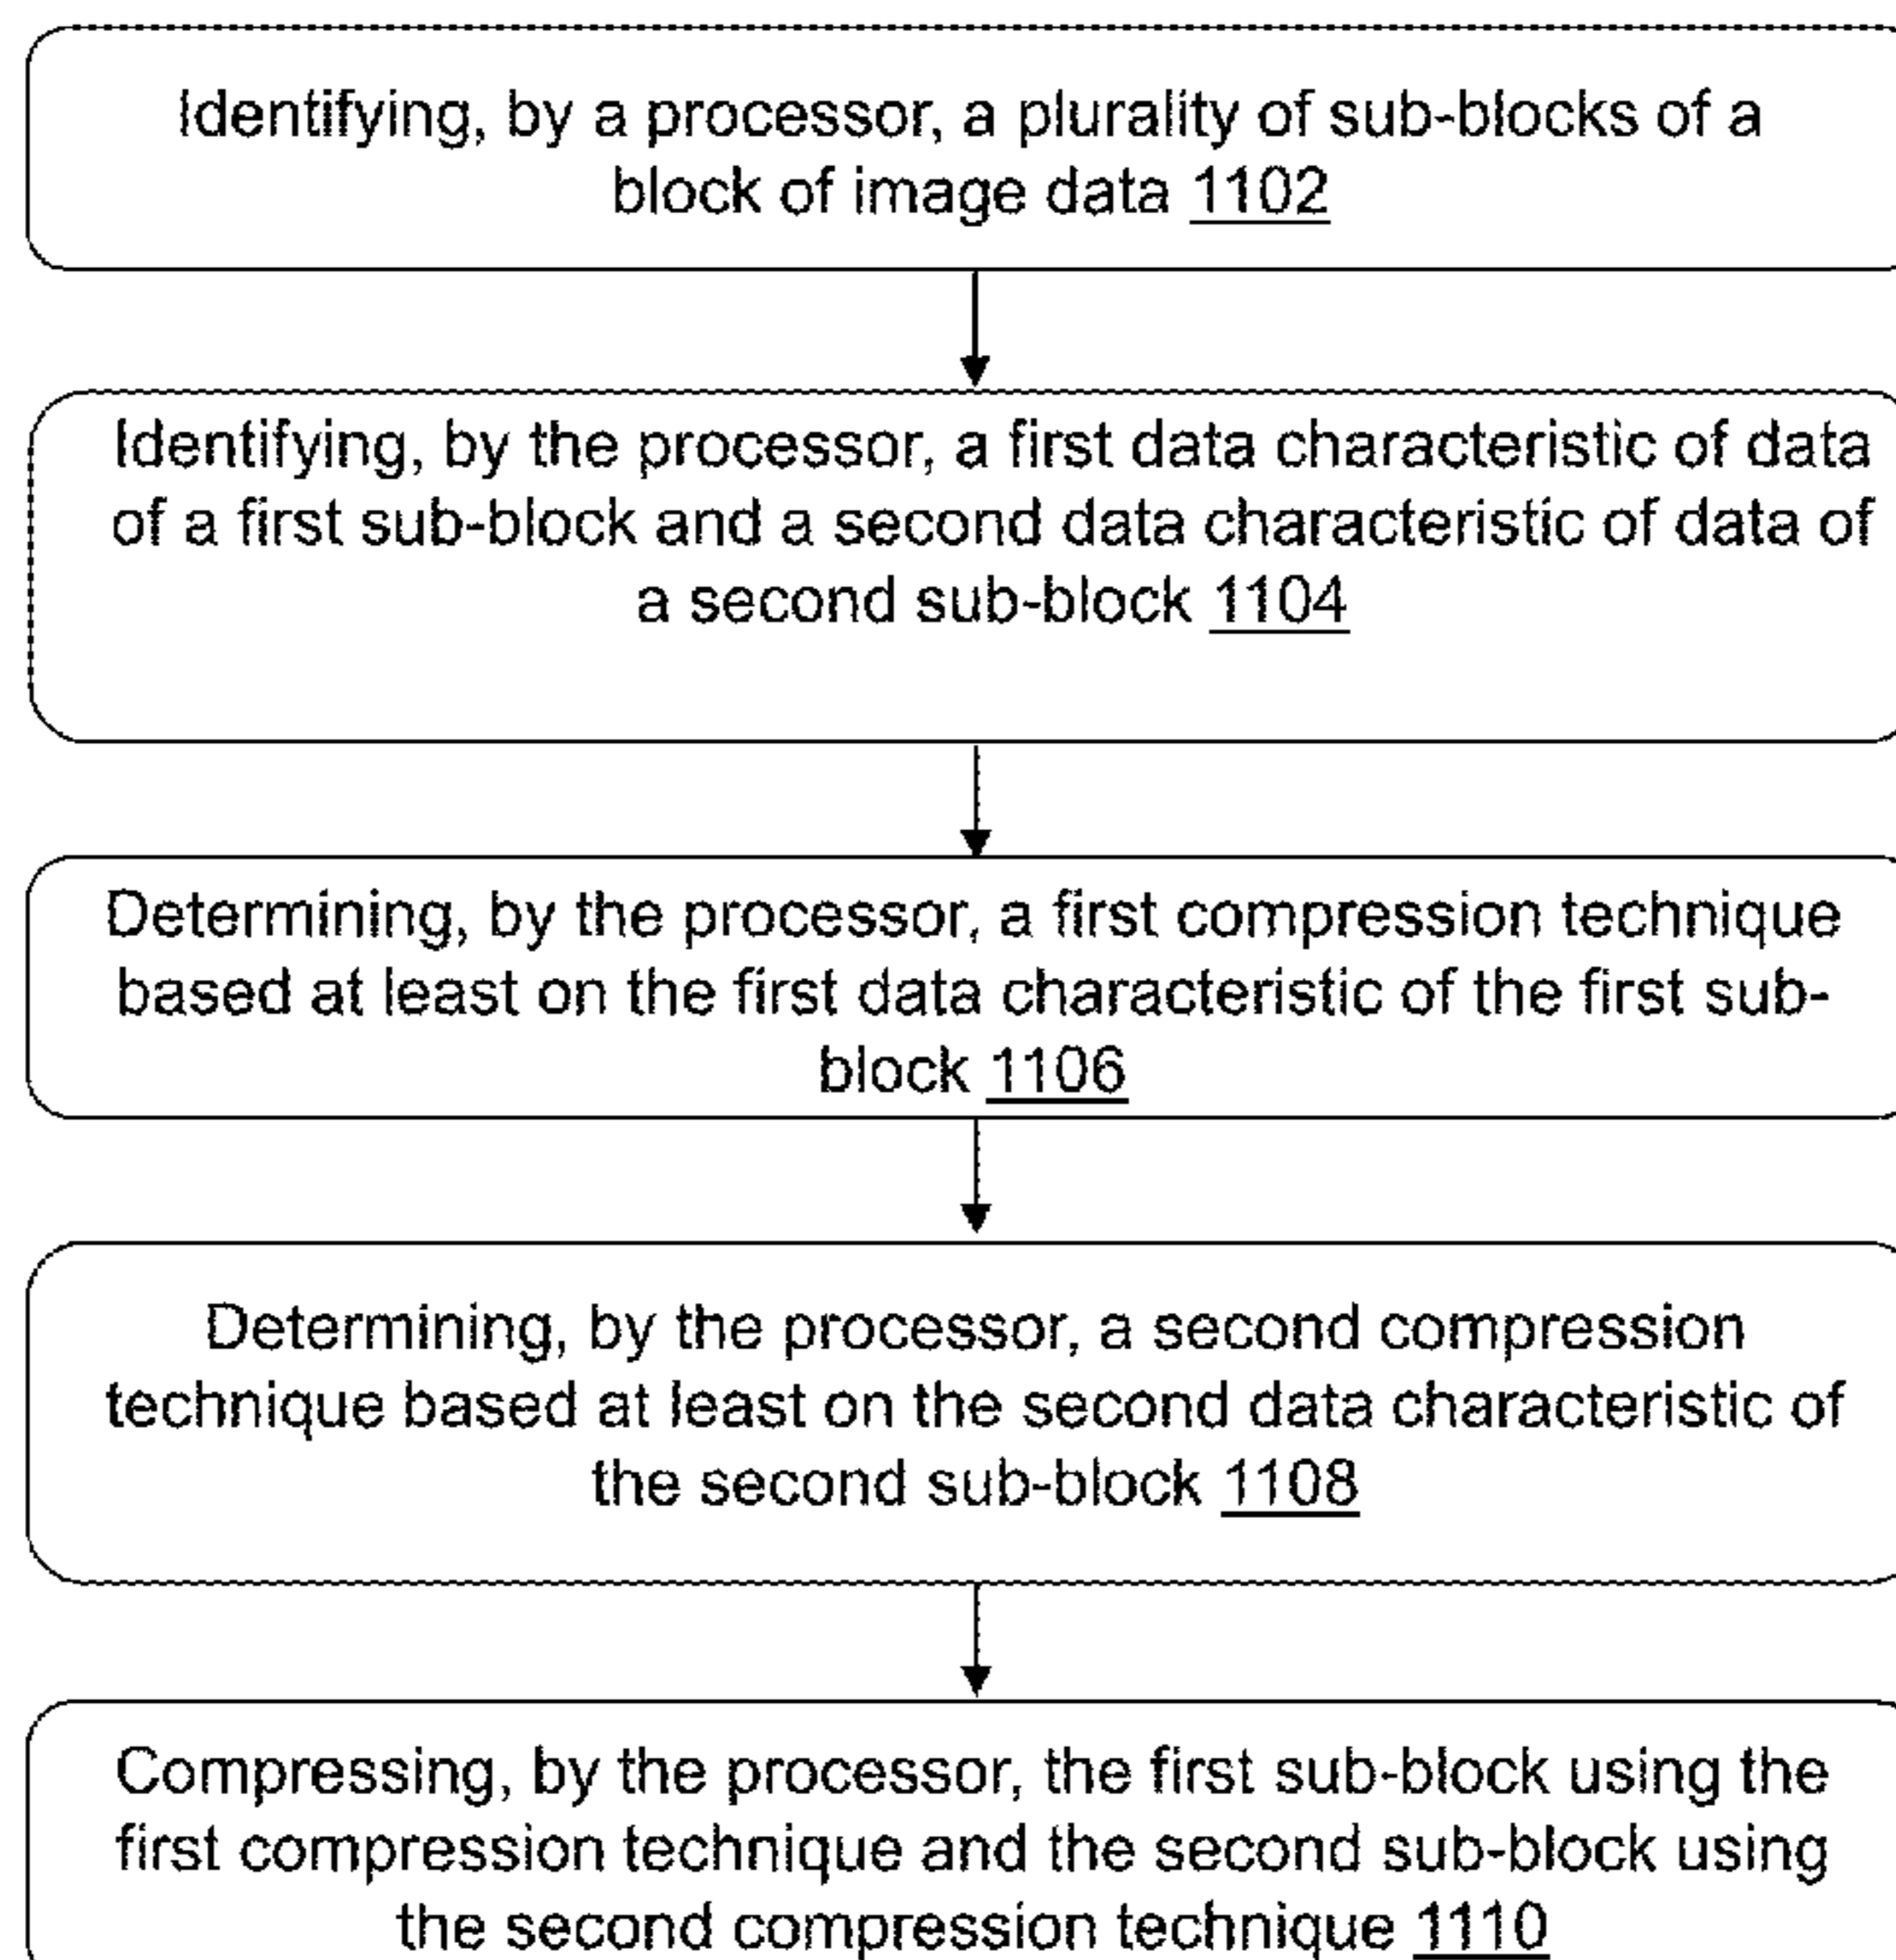 Identifying, by a processor, a plurality of sub-blocks of a
block of image data 1102
Identifying, by the processor, a first data characteristic of data
of a first sub-block and a second data characteristic of data of
a second sub-block 1104
Determining, by the processor, a first compression technique
based at least on the first data characteristic of the first sub-
block 1106
Determining, by the processor, a second compression
technique based at least on the second data characteristic of
the second sub-block 1108
Compressing, by the processor, the first sub-block using the
first compression technique and the second sub-block using
the second compression technique 1110